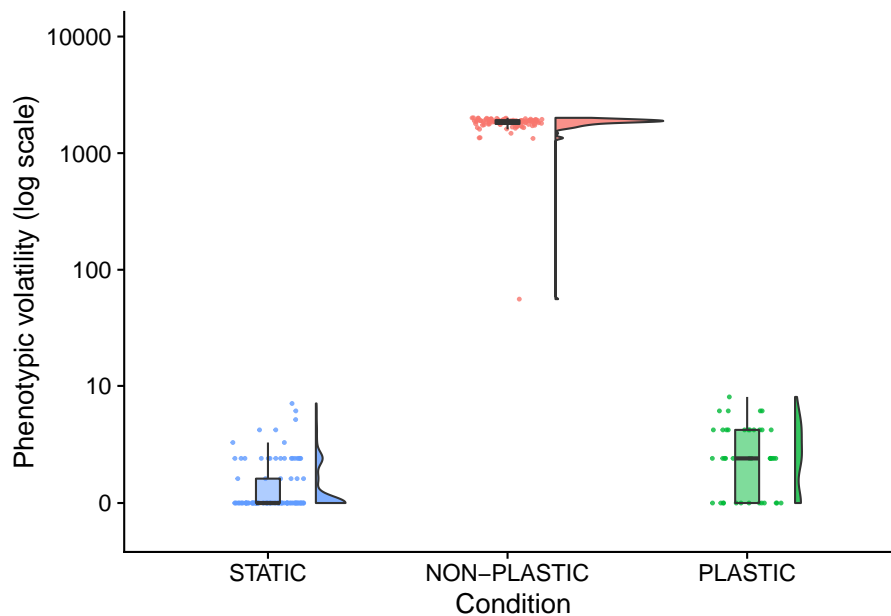 Phenotypic volatility (log scale)
10000
1000
100
10
0
STATIC
NON−PLASTIC
PLASTIC
Condition